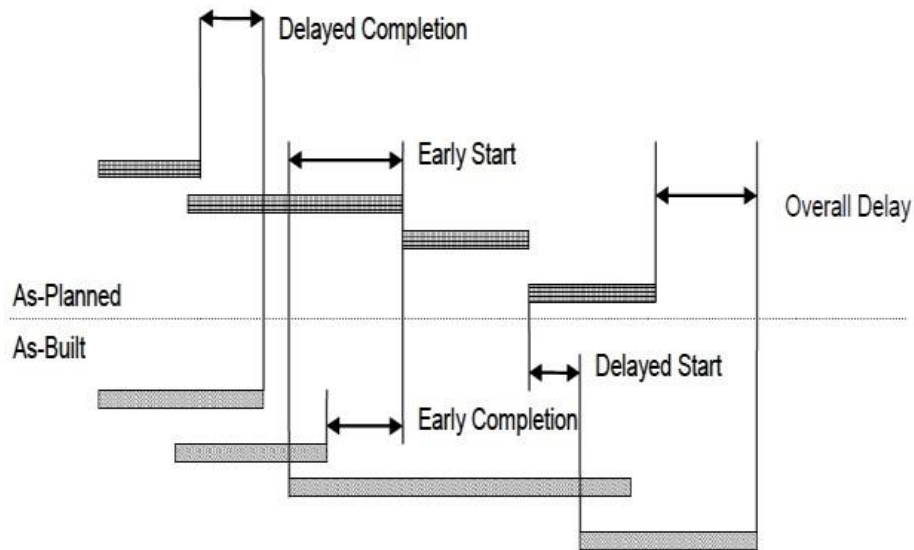 Delayed Completion
Early Start
Overall Delay
As-Planned
As-Built
Delayed Start
Early Completion